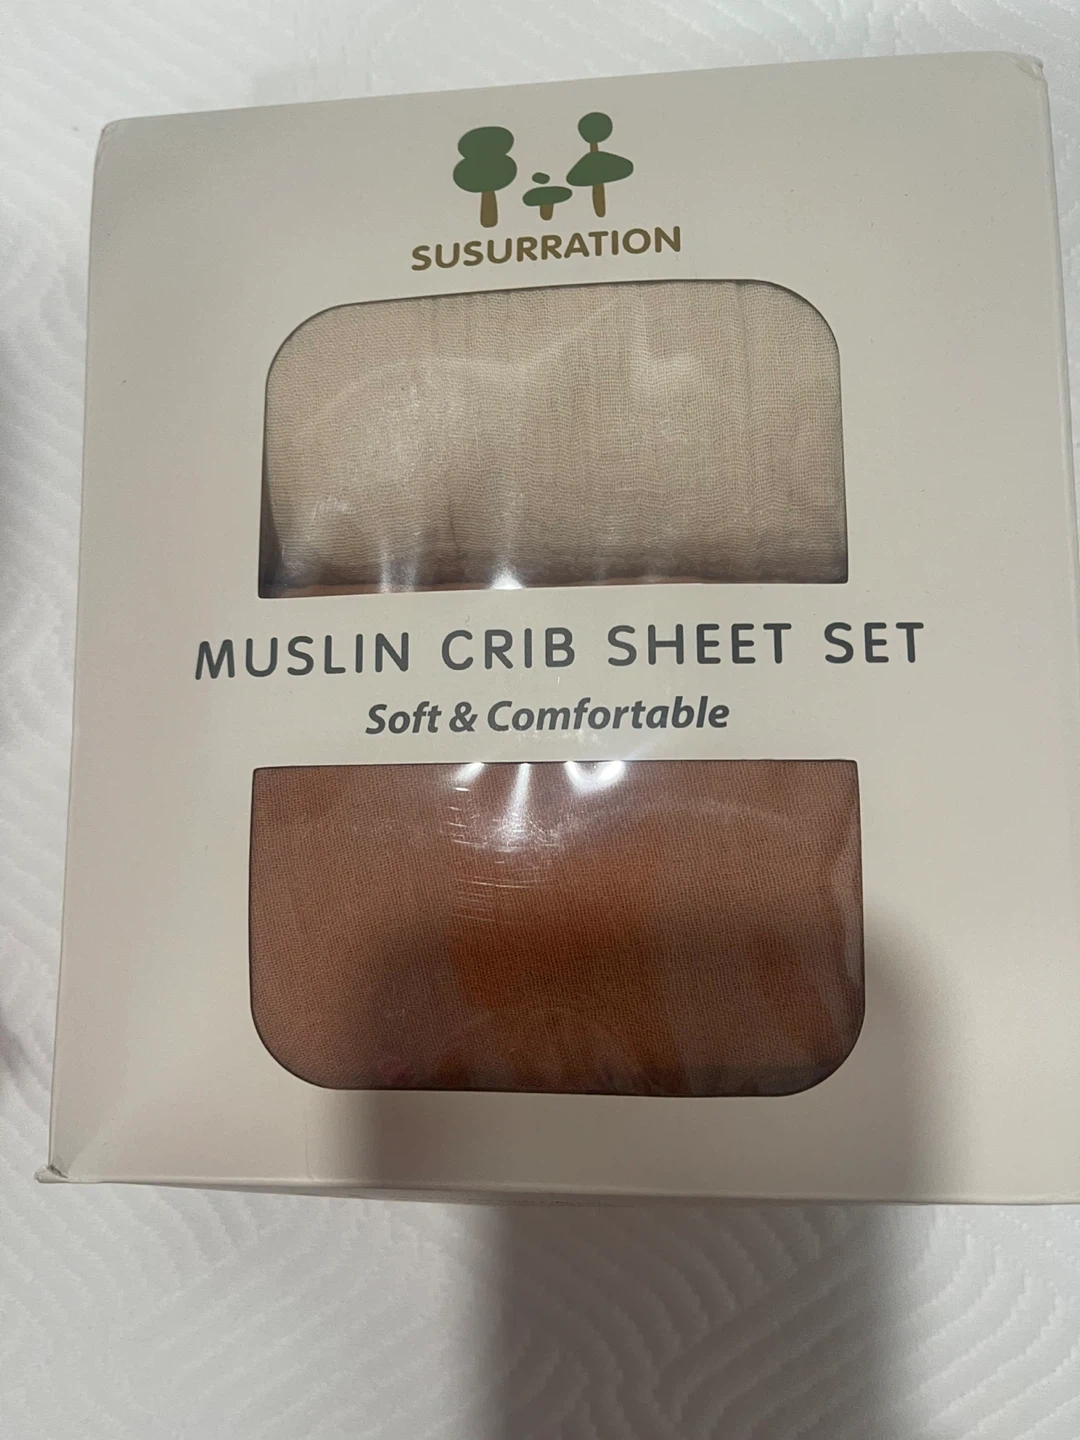 SUSURRATION
MUSLIN CRIB SHEET SET
Soft & Comfortable